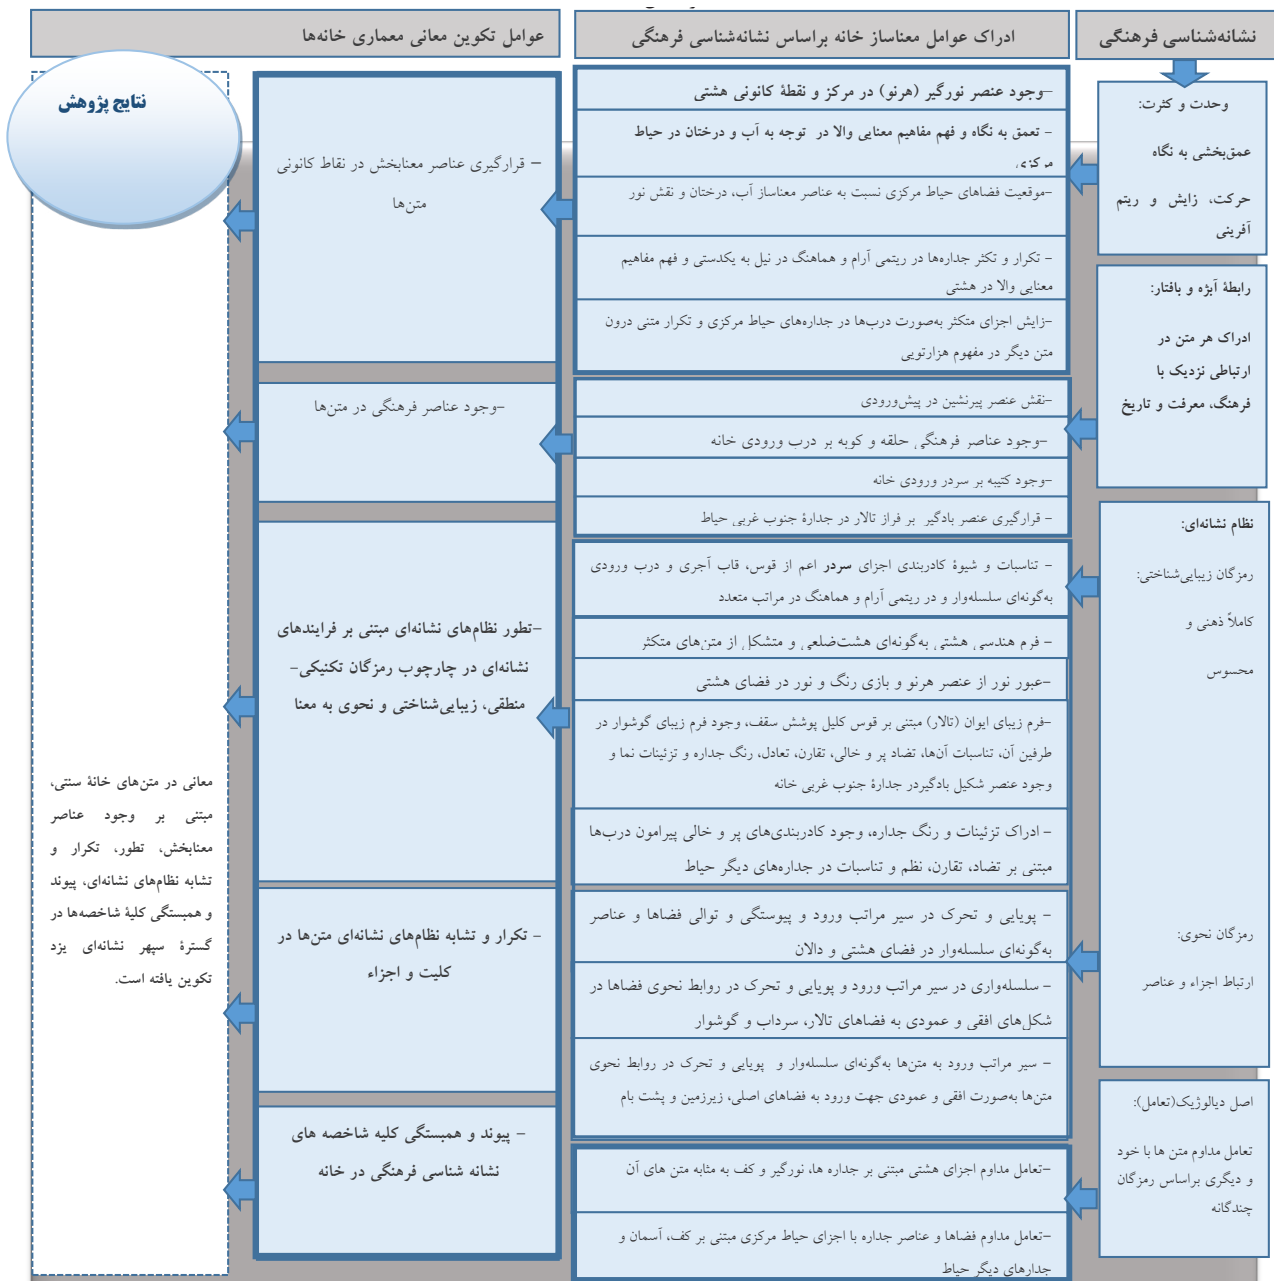 نشانه‌شناسی فرهنگی
ادراک عوامل معناساز خانه براساس نشانه‌شناسی فرهنگی
عوامل تکوین معانی معماری خانه‌ها
وحدت و کثرت:
عمق‌بخشی به نگاه
حرکت، زایش و ریتم
آفرینی
رابطهٔ آبژه و بافتار:
ادراک هر متن در
ارتباطی نزدیک با
فرهنگ، معرفت و تاریخ
نظام نشانه‌ای:
رمزگان زیبایی‌شناختی:
کاملاً ذهنی و
محسوس
رمزگان نحوی:
ارتباط اجزاء و عناصر
اصل دیالوژیک(تعامل):
تعامل مداوم متن ها با خود
و دیگری براساس رمزگان
چندگانه
-وجود عنصر نورگیر (هرنو) در مرکز و نقطهٔ کانونی هشتی
- تعمق به نگاه و فهم مفاهیم معنایی والا در توجه به آب و درختان در حیاط
مرکزی
-موقعیت فضاهای حیاط مرکزی نسبت به عناصر معناساز آب، درختان و نقش نور
- تکرار و تکثر جداره‌ها در ریتمی آرام و هماهنگ در نیل به یکدستی و فهم مفاهیم
معنایی والا در هشتی
-زایش اجزای متکثر به‌صورت درب‌ها در جداره‌های حیاط مرکزی و تکرار متنی درون
متن دیگر در مفهوم هزارتویی
-نقش عنصر پیرنشین در پیش‌ورودی
-وجود عناصر فرهنگی حلقه و کوبه بر درب ورودی خانه
-وجود کتیبه بر سردر ورودی خانه
- قرارگیری عنصر بادگیر بر فراز تالار در جدارهٔ جنوب غربی حیاط
- تناسبات و شیوهٔ کادربندی اجزای سردر اعم از قوس، قاب آجری و درب ورودی
به‌گونه‌ای سلسله‌وار و در ریتمی آرام و هماهنگ در مراتب متعدد
- فرم هندسی هشتی به‌گونه‌ای هشت‌ضلعی و متشکل از متن‌های متکثر
-عبور نور از عنصر هرنو و بازی رنگ و نور در فضای هشتی
-فرم زیبای ایوان (تالار) مبتنی بر قوس کلیل پوشش سقف، وجود فرم زیبای گوشوار در
طرفین آن، تناسبات آن‌ها، تضاد پر و خالی، تقارن، تعادل، رنگ جداره و تزئینات نما و
وجود عنصر شکیل بادگیردر جدارهٔ جنوب غربی خانه
- ادراک تزئینات و رنگ جداره، وجود کادربندی‌های پر و خالی پیرامون درب‌ها
مبتنی بر تضاد، تقارن، نظم و تناسبات در جداره‌های دیگر حیاط
- پویایی و تحرک در سیر مراتب ورود و پیوستگی و توالی فضاها و عناصر
به‌گونه‌ای سلسله‌وار در فضای هشتی و دالان
- سلسله‌واری در سیر مراتب ورود و پویایی و تحرک در روابط نحوی فضاها در
شکل‌های افقی و عمودی به فضاهای تالار، سرداب و گوشوار
- سیر مراتب ورود به متن‌ها به‌گونه‌ای سلسله‌وار و پویایی و تحرک در روابط نحوی
متن‌ها به‌صورت افقی و عمودی جهت ورود به فضاهای اصلی، زیرزمین و پشت بام
-تعامل مداوم اجزای هشتی مبتنی بر جداره ها، نورگیر و کف به مثابه متن های آن
-تعامل مداوم فضاها و عناصر جداره با اجزای حیاط مرکزی مبتنی بر کف، آسمان و
جدارهای دیگر حیاط
- قرارگیری عناصر معنابخش در نقاط کانونی
متن‌ها
-وجود عناصر فرهنگی در متن‌ها
-تطور نظام‌های نشانه‌ای مبتنی بر فرایندهای
نشانه‌ای در چارچوب رمزگان تکنیکی-
منطقی، زیبایی‌شناختی و نحوی به معنا
- تکرار و تشابه نظام‌های نشانه‌ای متن‌ها در
کلیت و اجزاء
- پیوند و همبستگی کلیه شاخصه های
نشانه شناسی فرهنگی در خانه
نتایج پژوهش
معانی در متن‌های خانهٔ سنتی،
مبتنی بر وجود عناصر
معنابخش، تطور، تکرار و
تشابه نظام‌های نشانه‌ای، پیوند
و همبستگی کلیهٔ شاخصه‌ها در
گسترهٔ سپهر نشانه‌ای یزد
تکوین یافته است.